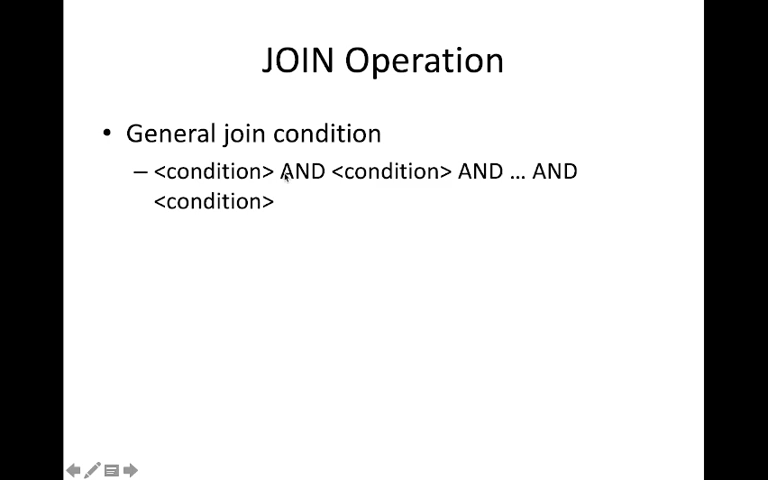 JOIN Operation
• General join condition
– <condition> AND <condition> AND … AND
<condition>